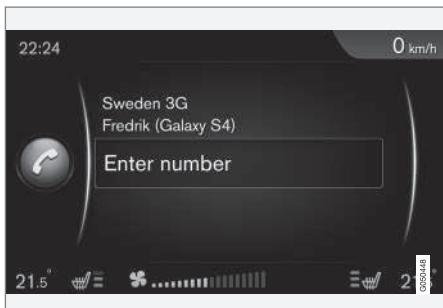 22:24
0 km/h
Sweden 3G
Fredrik (Galaxy S4)
Enter number
21.5°
G050448